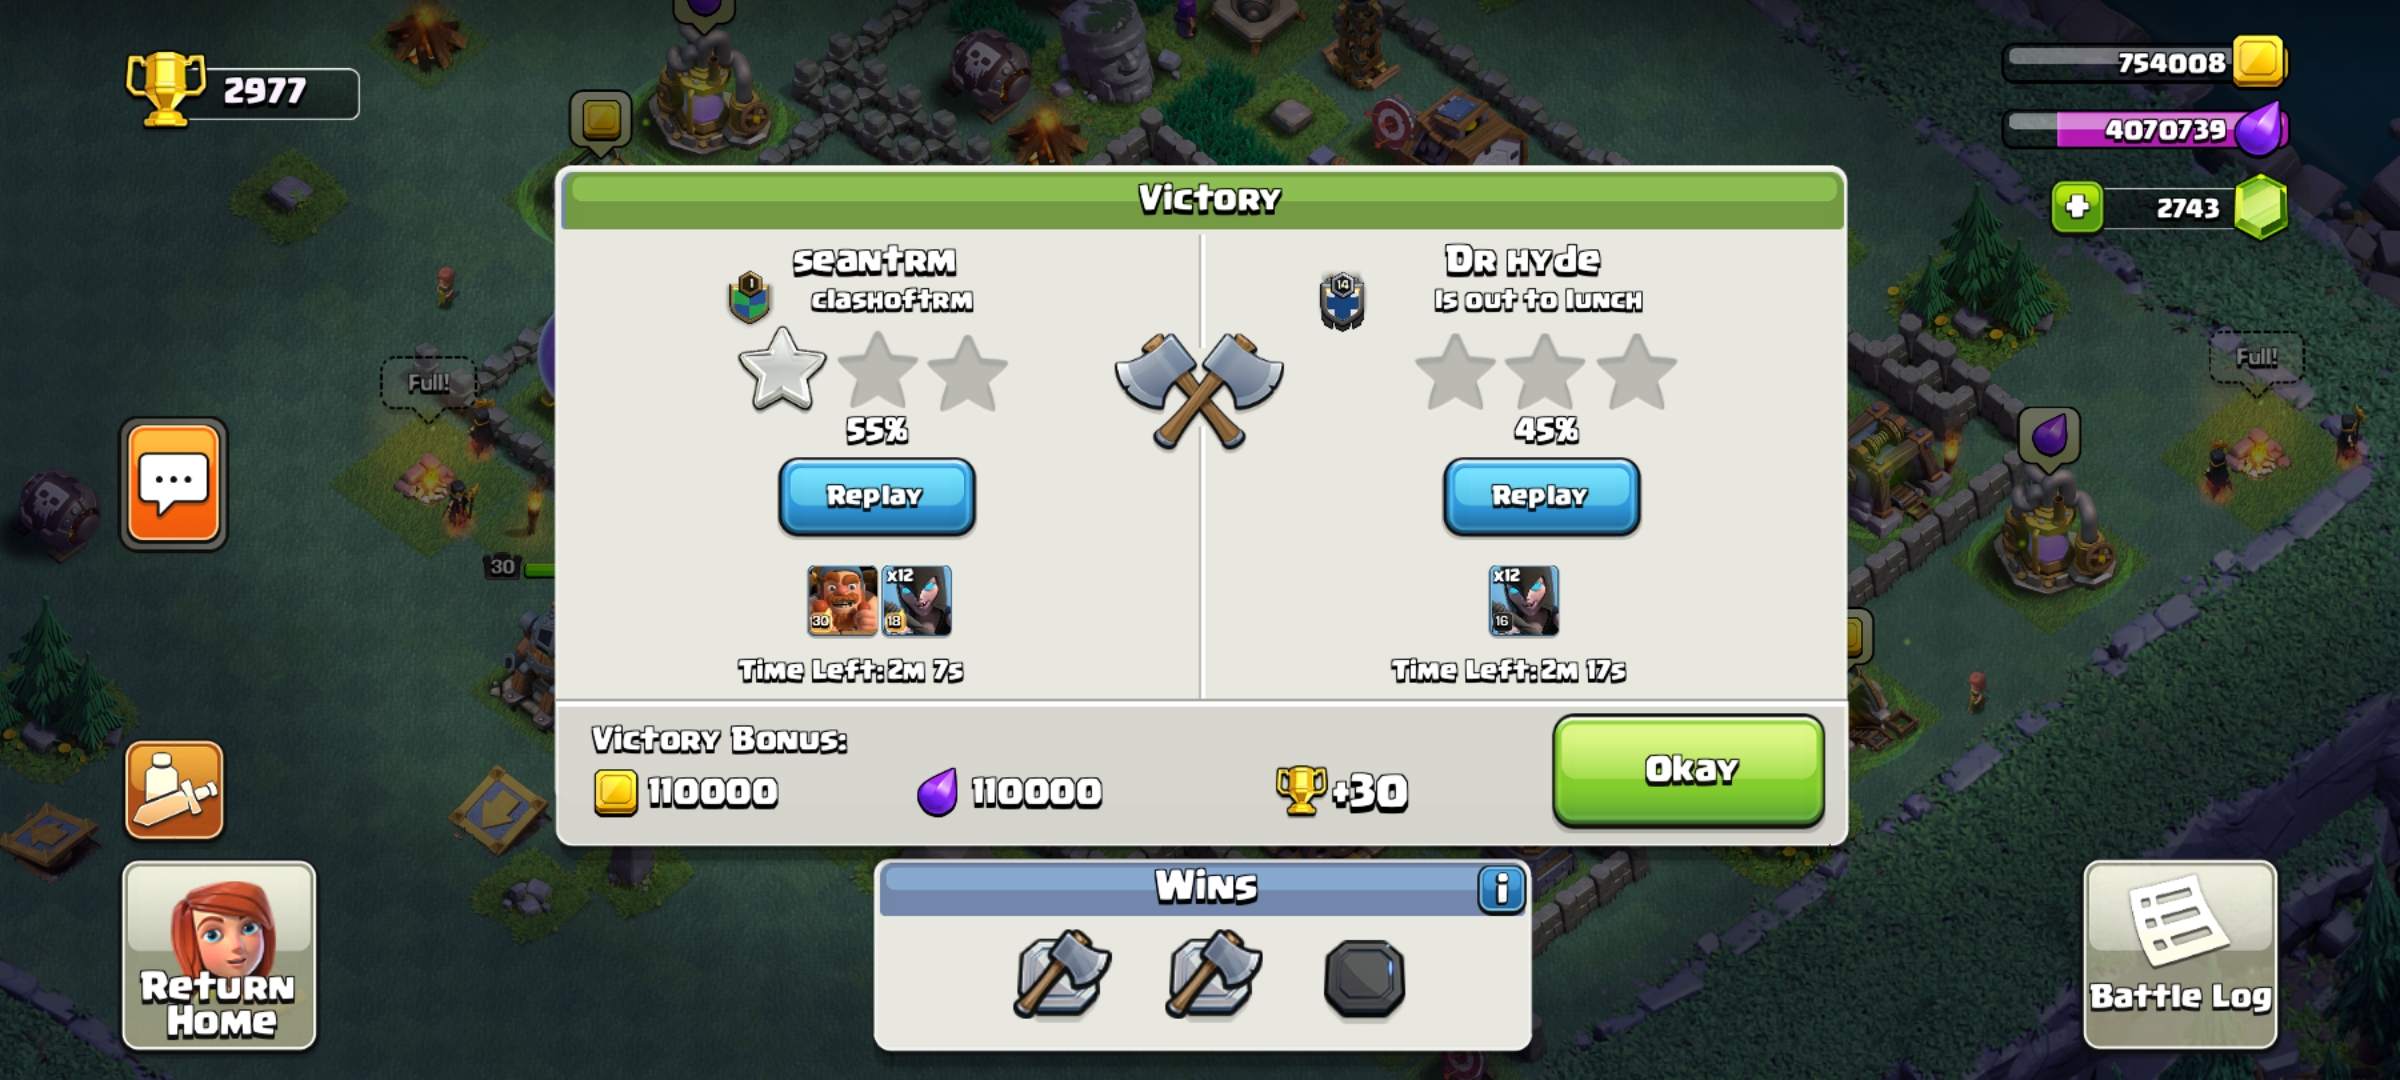 2977
754008
4070739
2743
Victory
seantrm
clashoftrm
1
Dr Hyde
Is out to lunch
14
55%
45%
Replay
Replay
30
x12
18
x12
16
Time Left:2m 7s
Time Left:2m 17s
Full!
Full!
30
Victory Bonus:
110000
110000
+30
Okay
Wins
i
Return
Home
Battle Log